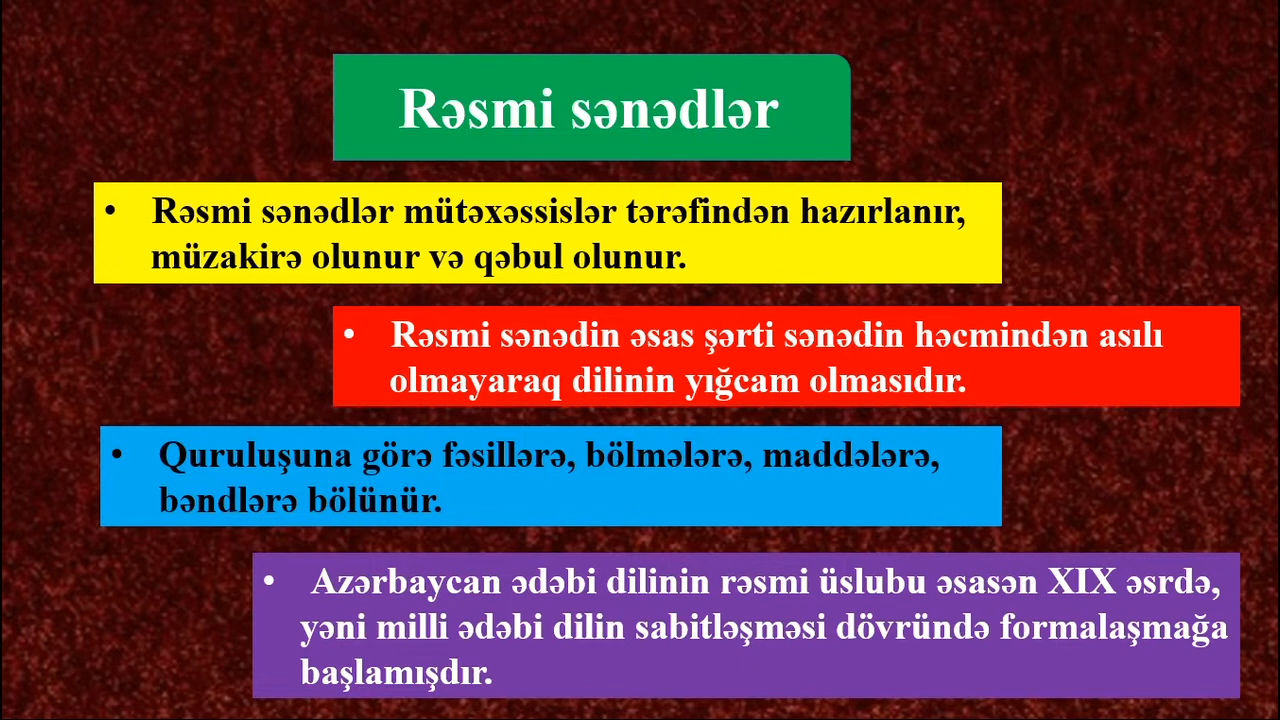 Rəsmi sənədlər
• Rəsmi sənədlər mütəxəssislər tərəfindən hazırlanır,
müzakirə olunur və qəbul olunur.
• Rəsmi sənədin əsas şərti sənədin həcmindən asılı
olmayaraq dilinin yığcam olmasıdır.
• Quruluşuna görə fəsillərə, bölmələrə, maddələrə,
bəndlərə bölünür.
• Azərbaycan ədəbi dilinin rəsmi üslubu əsasən XIX əsrdə,
yəni milli ədəbi dilin sabitləşməsi dövründə formalaşmağa
başlamışdır.